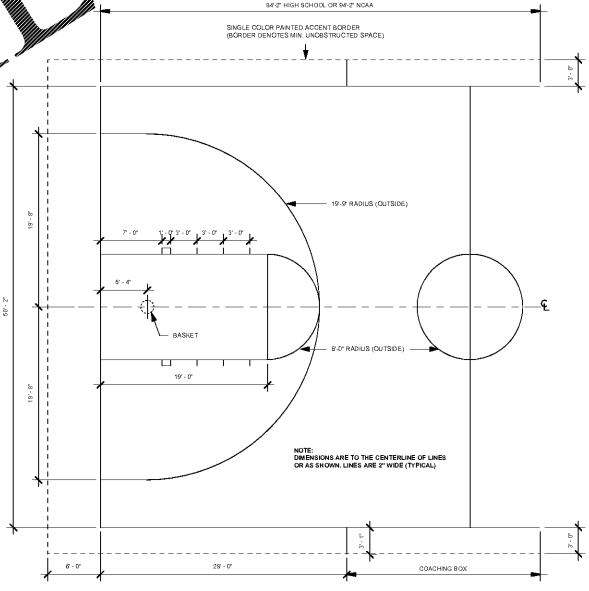 84'-2" HIGH SCHOOL OR 94'-2" NCAA
SINGLE COLOR PAINTED ACCENT BORDER
(BORDER DENOTES MIN. UNOBSTRUCTED SPACE)
3' - 0"
19'-9" RADIUS (OUTSIDE)
19' - 8"
7' - 0"
1' - 0"
3' - 0"
3' - 0"
3' - 0"
5' - 4"
50' - 2"
BASKET
6'-0" RADIUS (OUTSIDE)
19' - 0"
19' - 8"
NOTE:
DIMENSIONS ARE TO THE CENTERLINE OF LINES
OR AS SHOWN. LINES ARE 2" WIDE (TYPICAL)
3' - 1"
3' - 0"
6' - 0"
28' - 0"
COACHING BOX